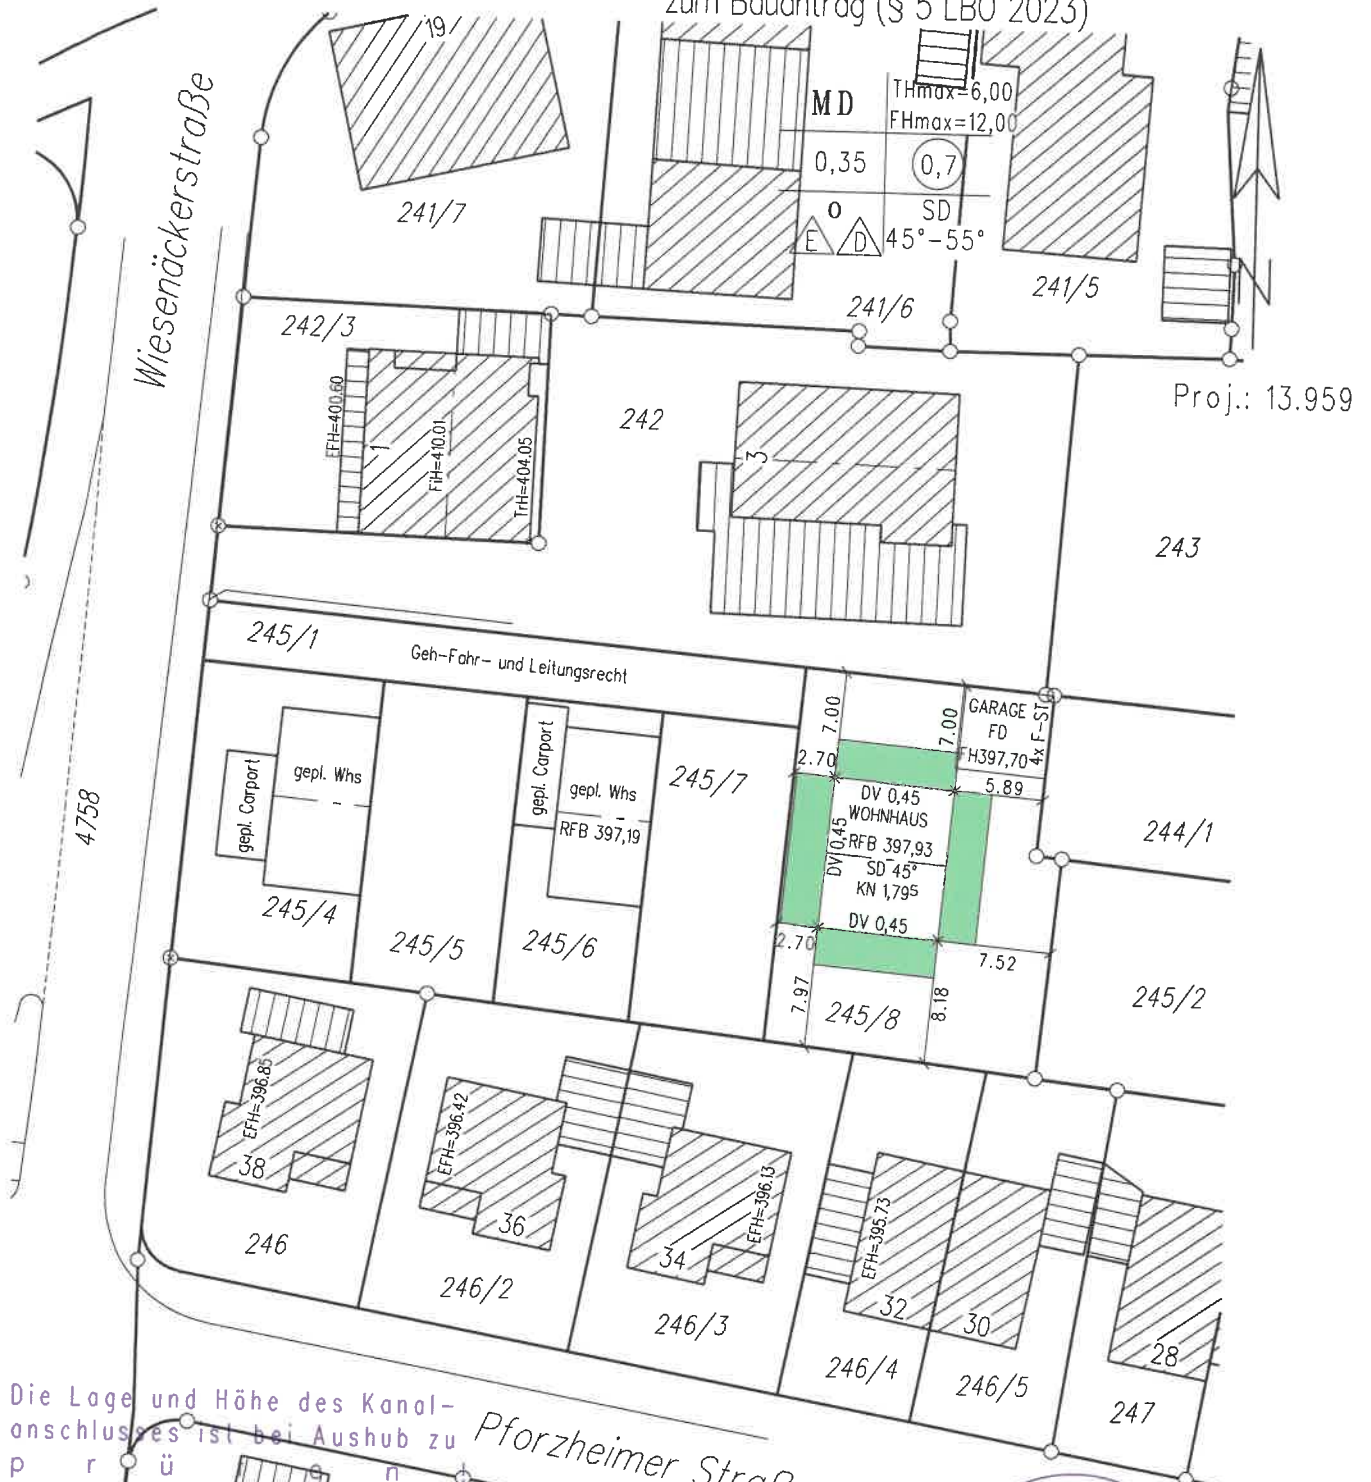 zum Bauantrag (§ 5 LBO 2023)
19
Wiesenäckerstraße
MD
THmax=6,00
FHmax=12,00
0,35
0,7
o
SD
E
D
45°-55°
241/7
241/6
241/5
242/3
Proj.: 13.959
EFH=400.60
1
FiH=410.01
TrH=404.05
242
3
243
245/1
Geh-Fahr- und Leitungsrecht
7.00
7.00
GARAGE
FD
FH397,70
4x F-ST
2.70
5.89
gepl. Carport
gepl. Whs
gepl. Carport
gepl. Whs
RFB 397,19
245/7
DV 0,45
WOHNHAUS
DV 0,45
RFB 397,93
SD 45°
KN 1,79⁵
DV 0,45
244/1
4758
245/4
245/5
245/6
2.70
7.52
7.97
245/8
8.18
245/2
EFH=396.85
38
EFH=396.42
36
34
EFH=396.13
EFH=395.73
32
30
28
246
246/2
246/3
246/4
246/5
247
Die Lage und Höhe des Kanal-
anschlusses ist bei Aushub zu
p r ü
n
Pforzheimer Straß